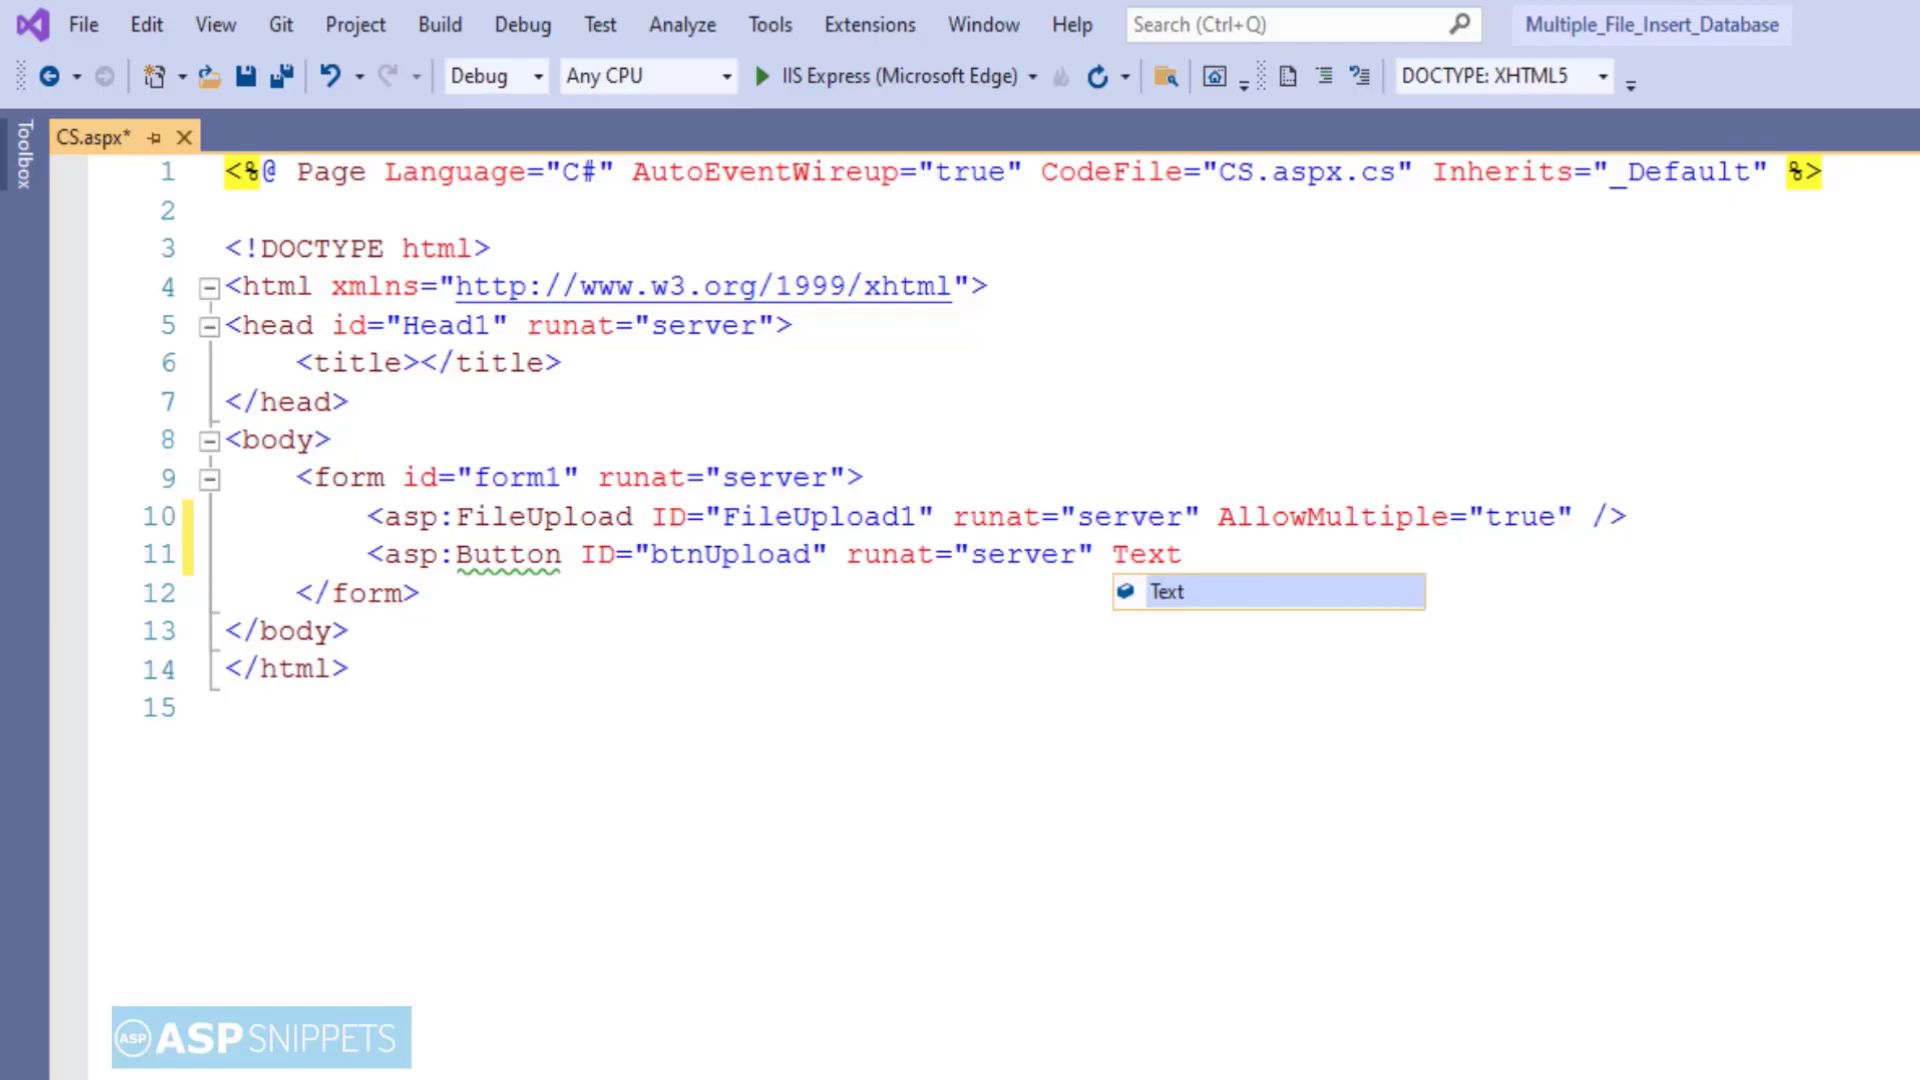 File Edit View Git Project Build Debug Test Analyze Tools Extensions Window Help Search (Ctrl+Q) Multiple_File_Insert_Database
Debug Any CPU IIS Express (Microsoft Edge) DOCTYPE: XHTML5
Toolbox
CS.aspx*
1 <%@ Page Language="C#" AutoEventWireup="true" CodeFile="CS.aspx.cs" Inherits="_Default" %>
2
3 <!DOCTYPE html>
4 <html xmlns="http://www.w3.org/1999/xhtml">
5 <head id="Head1" runat="server">
6 <title></title>
7 </head>
8 <body>
9 <form id="form1" runat="server">
10 <asp:FileUpload ID="FileUpload1" runat="server" AllowMultiple="true" />
11 <asp:Button ID="btnUpload" runat="server" Text
Text
12 </form>
13 </body>
14 </html>
15
ASP ASPSNIPPETS